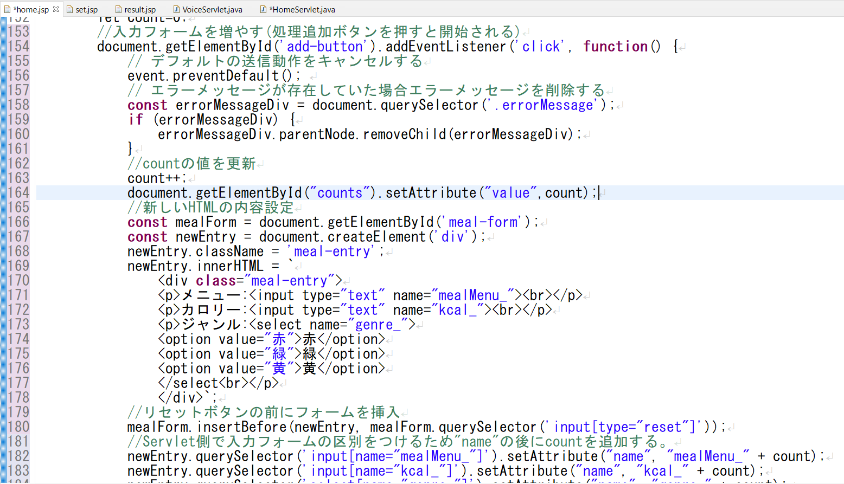 *home.jsp set.jsp result.jsp VoiceServlet.java *HomeServlet.java
152 let count=0;
153 //入力フォームを増やす(処理追加ボタンを押すと開始される)
154 document.getElementById('add-button').addEventListener('click', function() {
155 // デフォルトの送信動作をキャンセルする
156 event.preventDefault();
157 // エラーメッセージが存在していた場合エラーメッセージを削除する
158 const errorMessageDiv = document.querySelector('.errorMessage');
159 if (errorMessageDiv) {
160 errorMessageDiv.parentNode.removeChild(errorMessageDiv);
161 }
162 //countの値を更新
163 count++;
164 document.getElementById("counts").setAttribute("value",count);
165 //新しいHTMLの内容設定
166 const mealForm = document.getElementById('meal-form');
167 const newEntry = document.createElement('div');
168 newEntry.className = 'meal-entry';
169 newEntry.innerHTML = `
170 <div class="meal-entry">
171 <p>メニュー:<input type="text" name="mealMenu_"><br></p>
172 <p>カロリー:<input type="text" name="kcal_"><br></p>
173 <p>ジャンル:<select name="genre_">
174 <option value="赤">赤</option>
175 <option value="緑">緑</option>
176 <option value="黄">黄</option>
177 </select><br></p>
178 </div>`;
179 //リセットボタンの前にフォームを挿入
180 mealForm.insertBefore(newEntry, mealForm.querySelector('input[type="reset"]'));
181 //Servlet側で入力フォームの区別をつけるため"name"の後にcountを追加する。
182 newEntry.querySelector('input[name="mealMenu_"]').setAttribute("name", "mealMenu_" + count);
183 newEntry.querySelector('input[name="kcal_"]').setAttribute("name", "kcal_" + count);